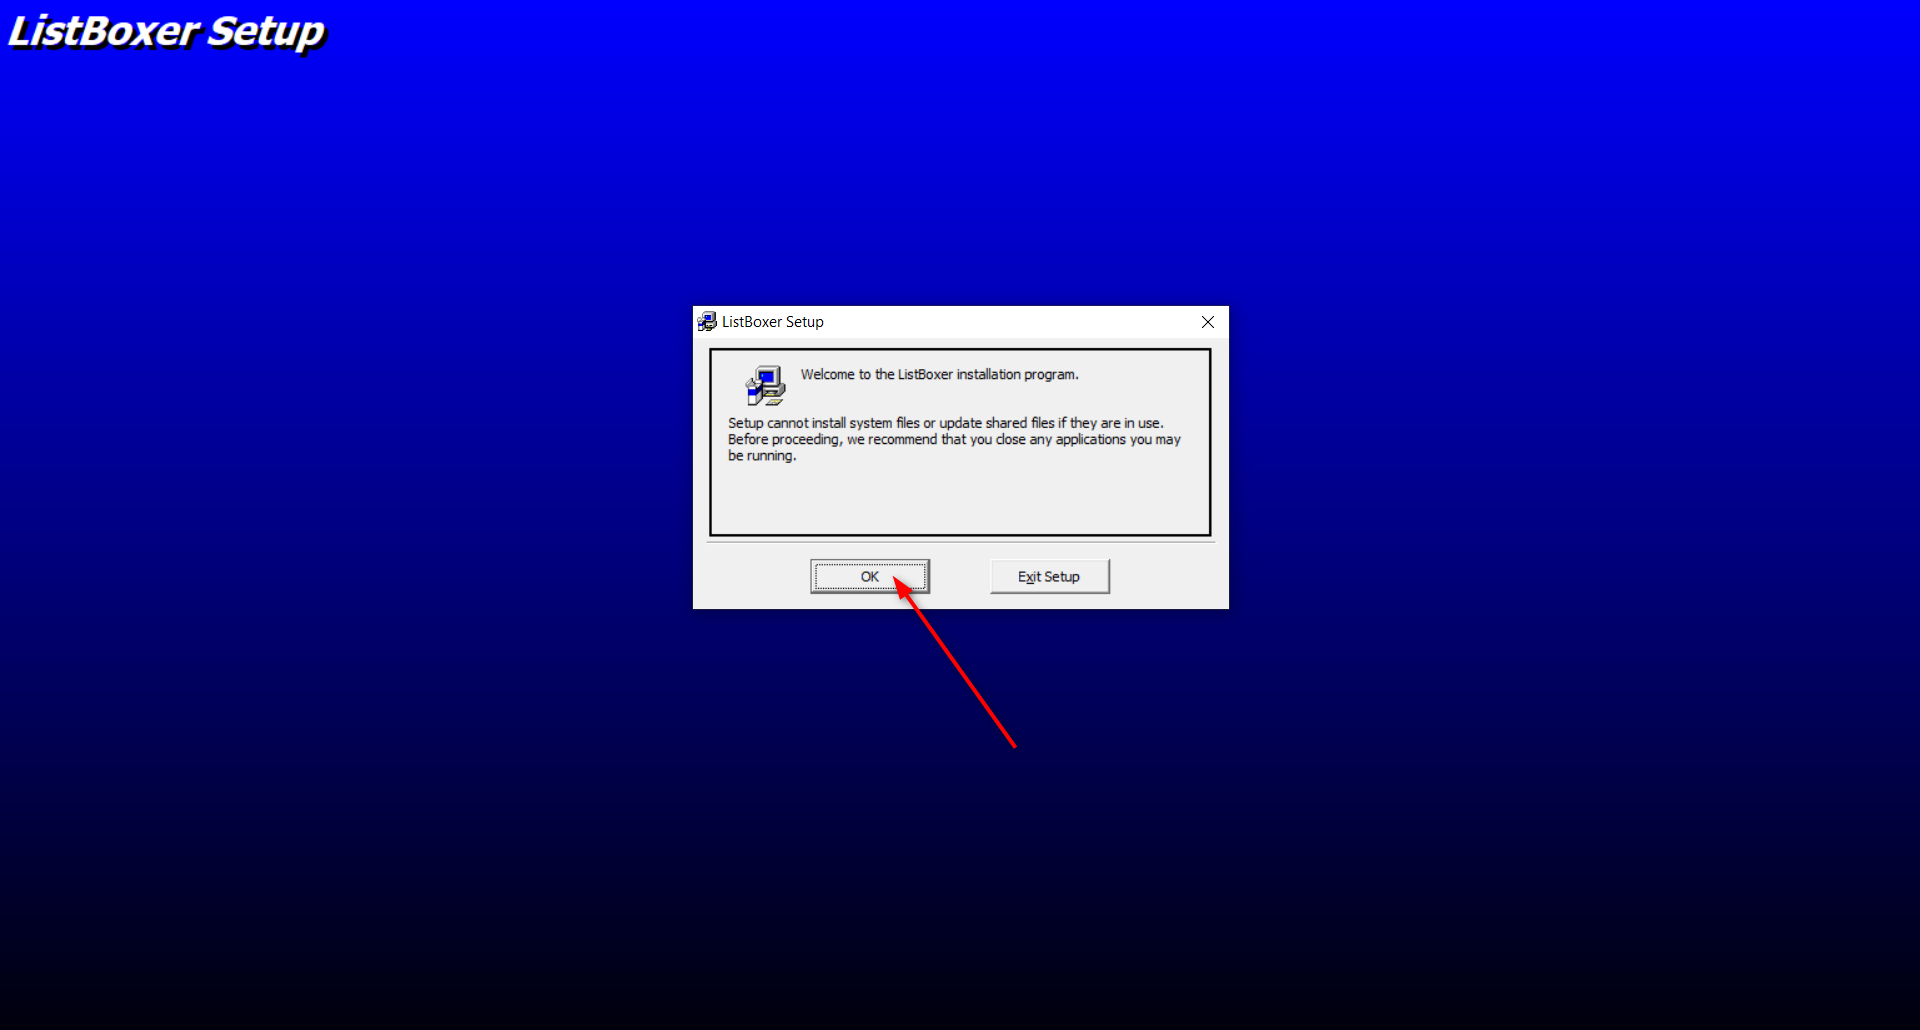 ListBoxer Setup
ListBoxer Setup
Welcome to the ListBoxer installation program.
Setup cannot install system files or update shared files if they are in use.
Before proceeding, we recommend that you close any applications you may
be running.
OK
Exit Setup